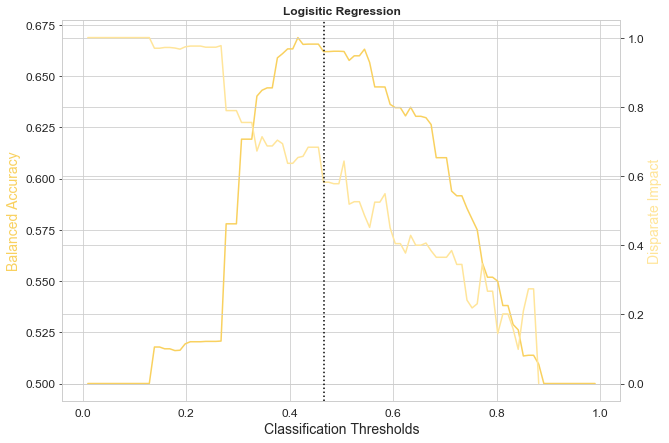 Logisitic Regression
Balanced Accuracy
0.675
0.650
0.625
0.600
0.575
0.550
0.525
0.500
1.0
0.8
0.6
0.4
0.2
0.0
Disparate Impact
0.0 0.2 0.4 0.6 0.8 1.0
Classification Thresholds